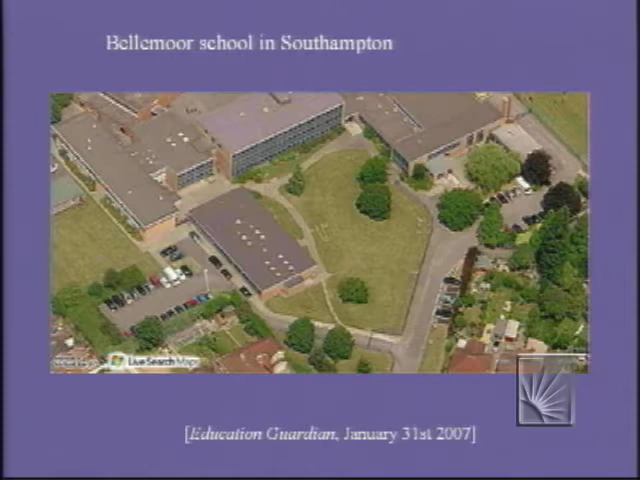 Bellemoor school in Southampton
Live Search Maps
[Education Guardian, January 31st 2007]